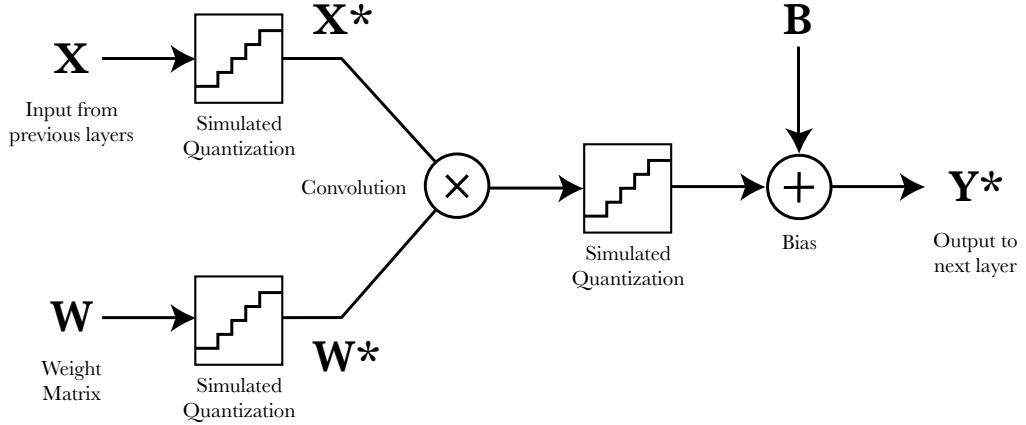 X
Input from
previous layers
Simulated
Quantization
X*
W
Weight
Matrix
Simulated
Quantization
W*
Convolution
×
Simulated
Quantization
B
+
Bias
Y*
Output to
next layer